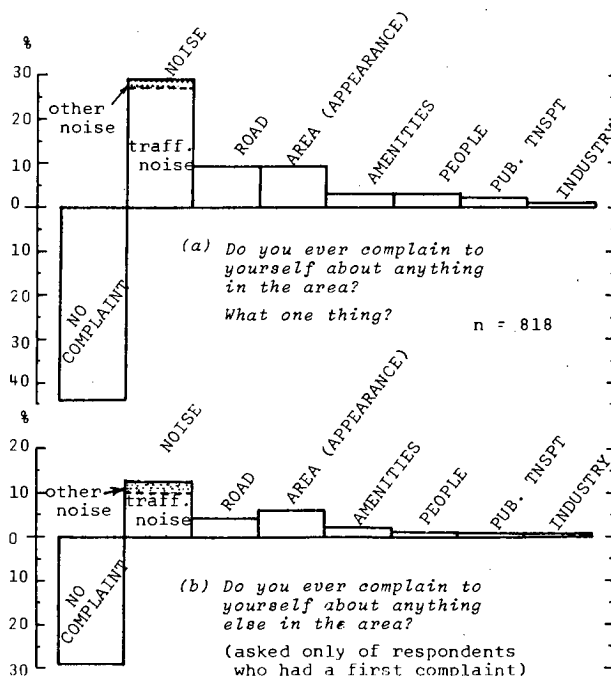 %
30
20
10
0
10
20
30
40
other
noise
traff.
noise
NOISE
ROAD
AREA (APPEARANCE)
AMENITIES
PEOPLE
PUB. TNSPT
INDUSTRY
NO
COMPLAINT
(a) Do you ever complain to
yourself about anything
in the area?
What one thing?
n = 818
%
20
10
0
10
20
30
other
noise
traff.
noise
NOISE
ROAD
AREA (APPEARANCE)
AMENITIES
PEOPLE
PUB. TNSPT
INDUSTRY
NO
COMPLAINT
(b) Do you ever complain to
yourself about anything
else in the area?
(asked only of respondents
who had a first complaint)